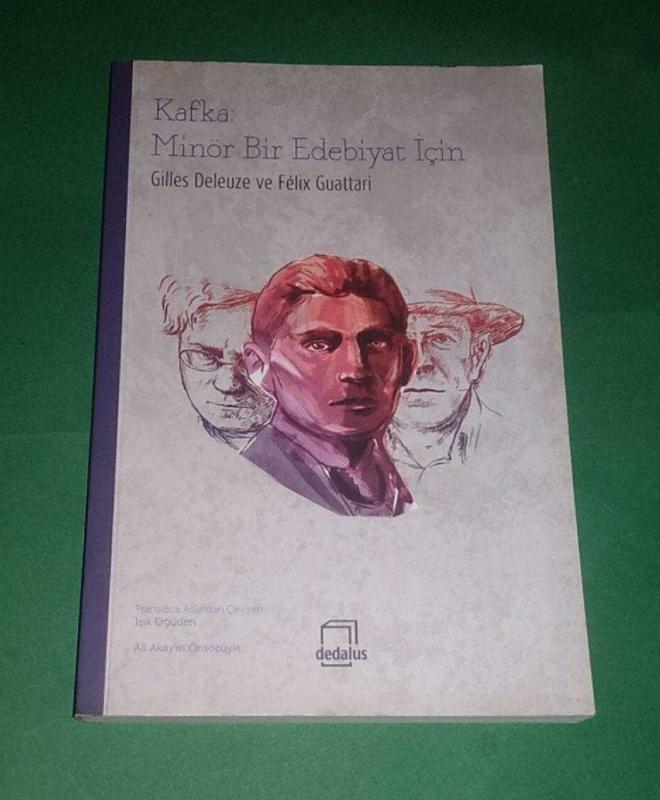 Kafka:
Minör Bir Edebiyat İçin
Gilles Deleuze ve Félix Guattari
Fransızca Aslından Çeviren:
Işık Ergüden
Ali Akay'ın Önsözüyle
dedalus